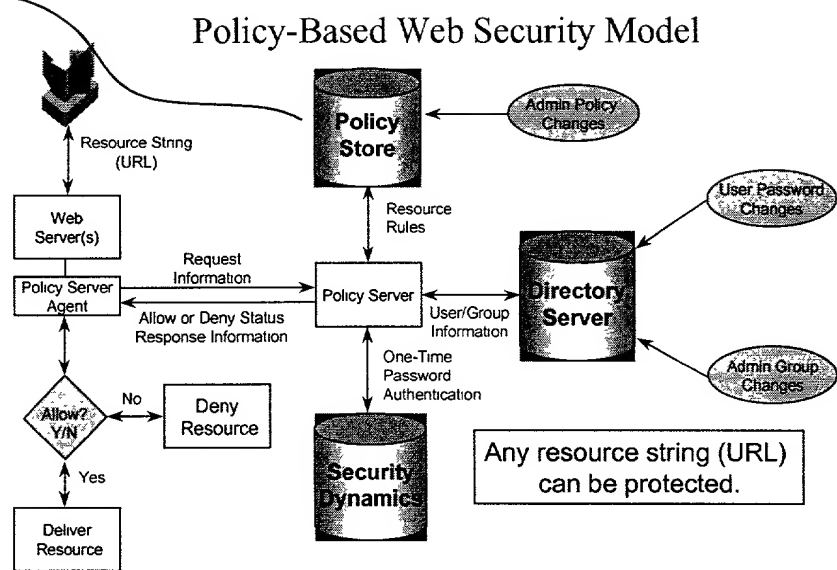 Policy-Based Web Security Model
Resource String
(URL)
Policy
Store
Admin Policy
Changes
User Password
Changes
Resource
Rules
Web
Server(s)
Request
Information
Policy Server
Agent
Policy Server
Allow or Deny Status
Response Information
User/Group
Information
Directory
Server
One-Time
Password
Authentication
Admin Group
Changes
Allow?
Y/N
No
Deny
Resource
Yes
Security
Dynamics
Any resource string (URL)
can be protected.
Deliver
Resource